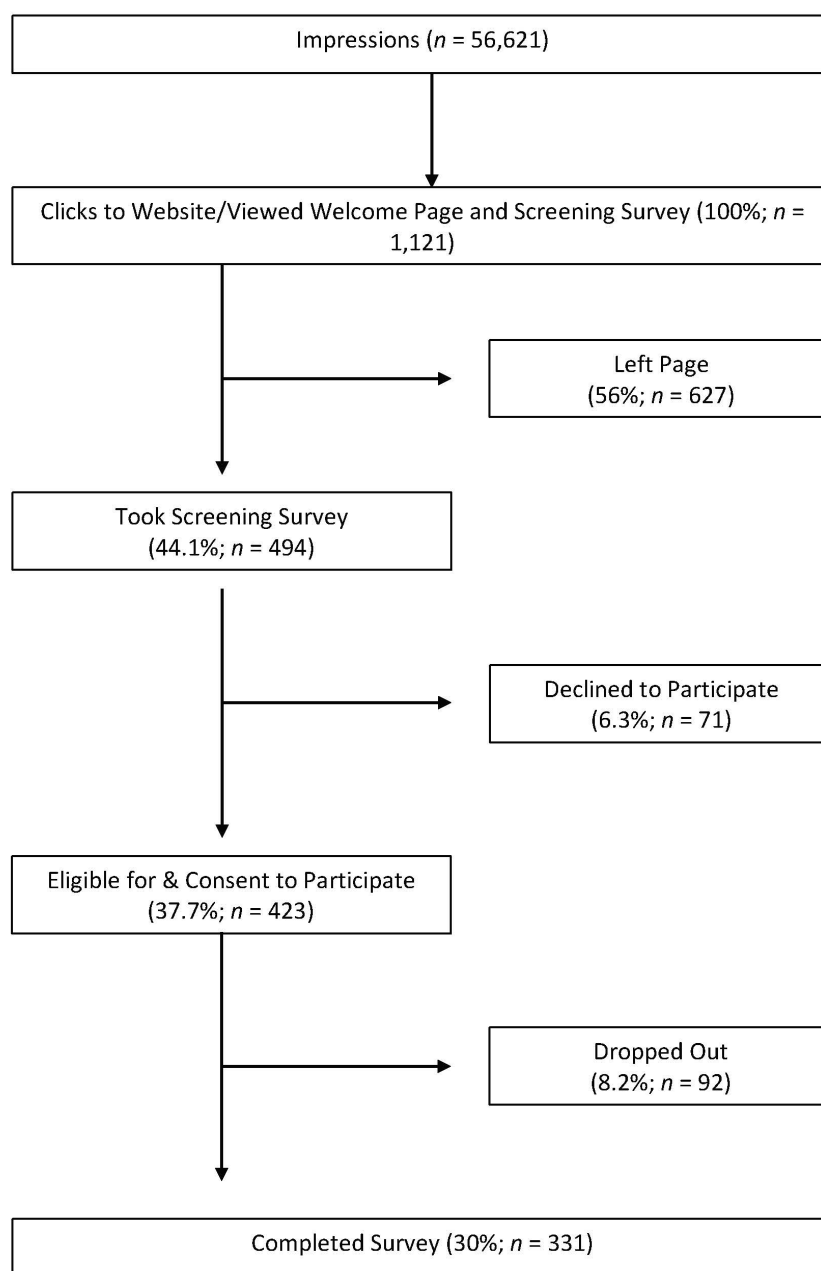 Impressions (n = 56,621)
Clicks to Website/Viewed Welcome Page and Screening Survey (100%; n =
1,121)
Left Page
(56%; n = 627)
Took Screening Survey
(44.1%; n = 494)
Declined to Participate
(6.3%; n = 71)
Eligible for & Consent to Participate
(37.7%; n = 423)
Dropped Out
(8.2%; n = 92)
Completed Survey (30%; n = 331)